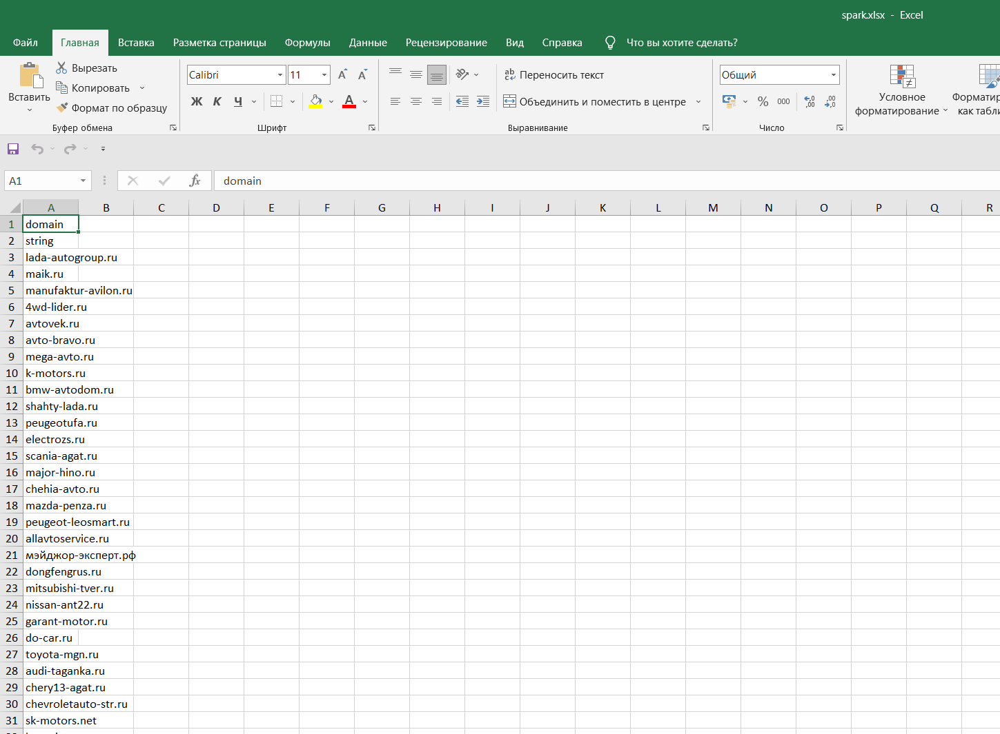 spark.xlsx - Excel
Файл Главная Вставка Разметка страницы Формулы Данные Рецензирование Вид Справка Что вы хотите сделать?
Вставить
Вырезать
Копировать
Формат по образцу
Буфер обмена
Calibri 11
Ж К Ч
Шрифт
Переносить текст
Объединить и поместить в центре
Выравнивание
Общий
% 000
Число
Условное
форматирование
A1 domain
A B C D E F G H I J K L M N O P Q R
1 domain
2 string
3 lada-autogroup.ru
4 maik.ru
5 manufaktur-avilon.ru
6 4wd-lider.ru
7 avtovek.ru
8 avto-bravo.ru
9 mega-avto.ru
10 k-motors.ru
11 bmw-avtodom.ru
12 shahty-lada.ru
13 peugeotufa.ru
14 electrozs.ru
15 scania-agat.ru
16 major-hino.ru
17 chehia-avto.ru
18 mazda-penza.ru
19 peugeot-leosmart.ru
20 allavtoservice.ru
21 мэйджор-эксперт.рф
22 dongfengrus.ru
23 mitsubishi-tver.ru
24 nissan-ant22.ru
25 garant-motor.ru
26 do-car.ru
27 toyota-mgn.ru
28 audi-taganka.ru
29 chery13-agat.ru
30 chevroletauto-str.ru
31 sk-motors.net